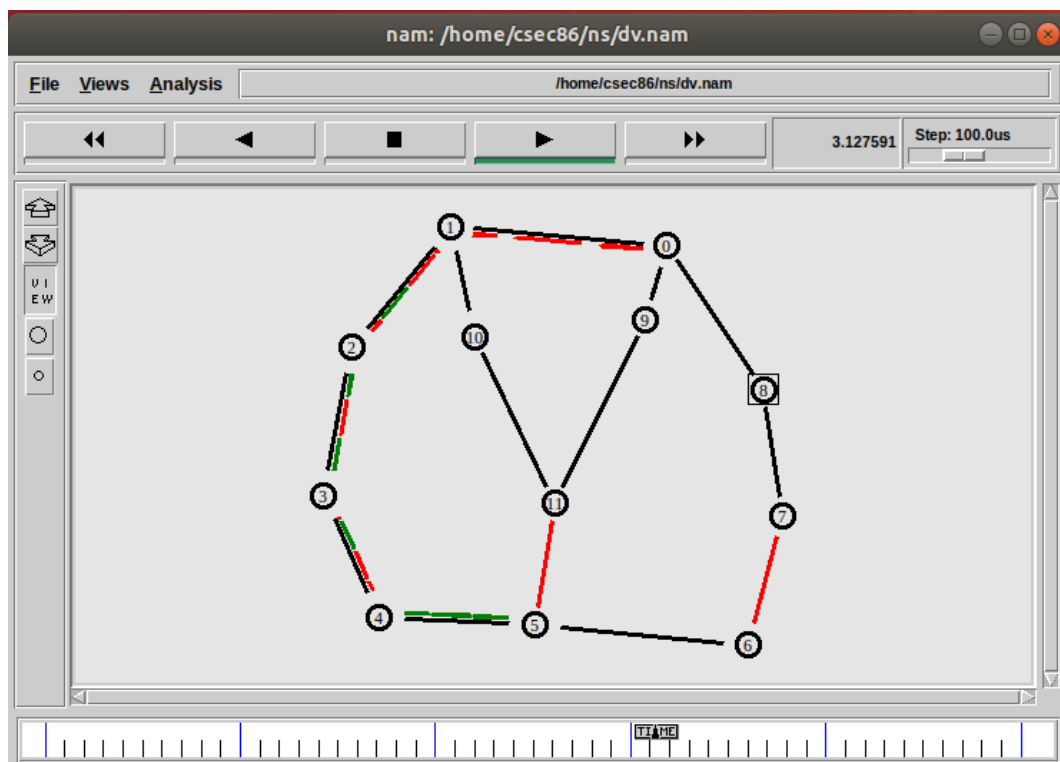 nam: /home/csec86/ns/dv.nam
File Views Analysis /home/csec86/ns/dv.nam
3.127591 Step: 100.0us
V I
E W
1
0
9
10
2
8
3
11
7
4
5
6
TIME